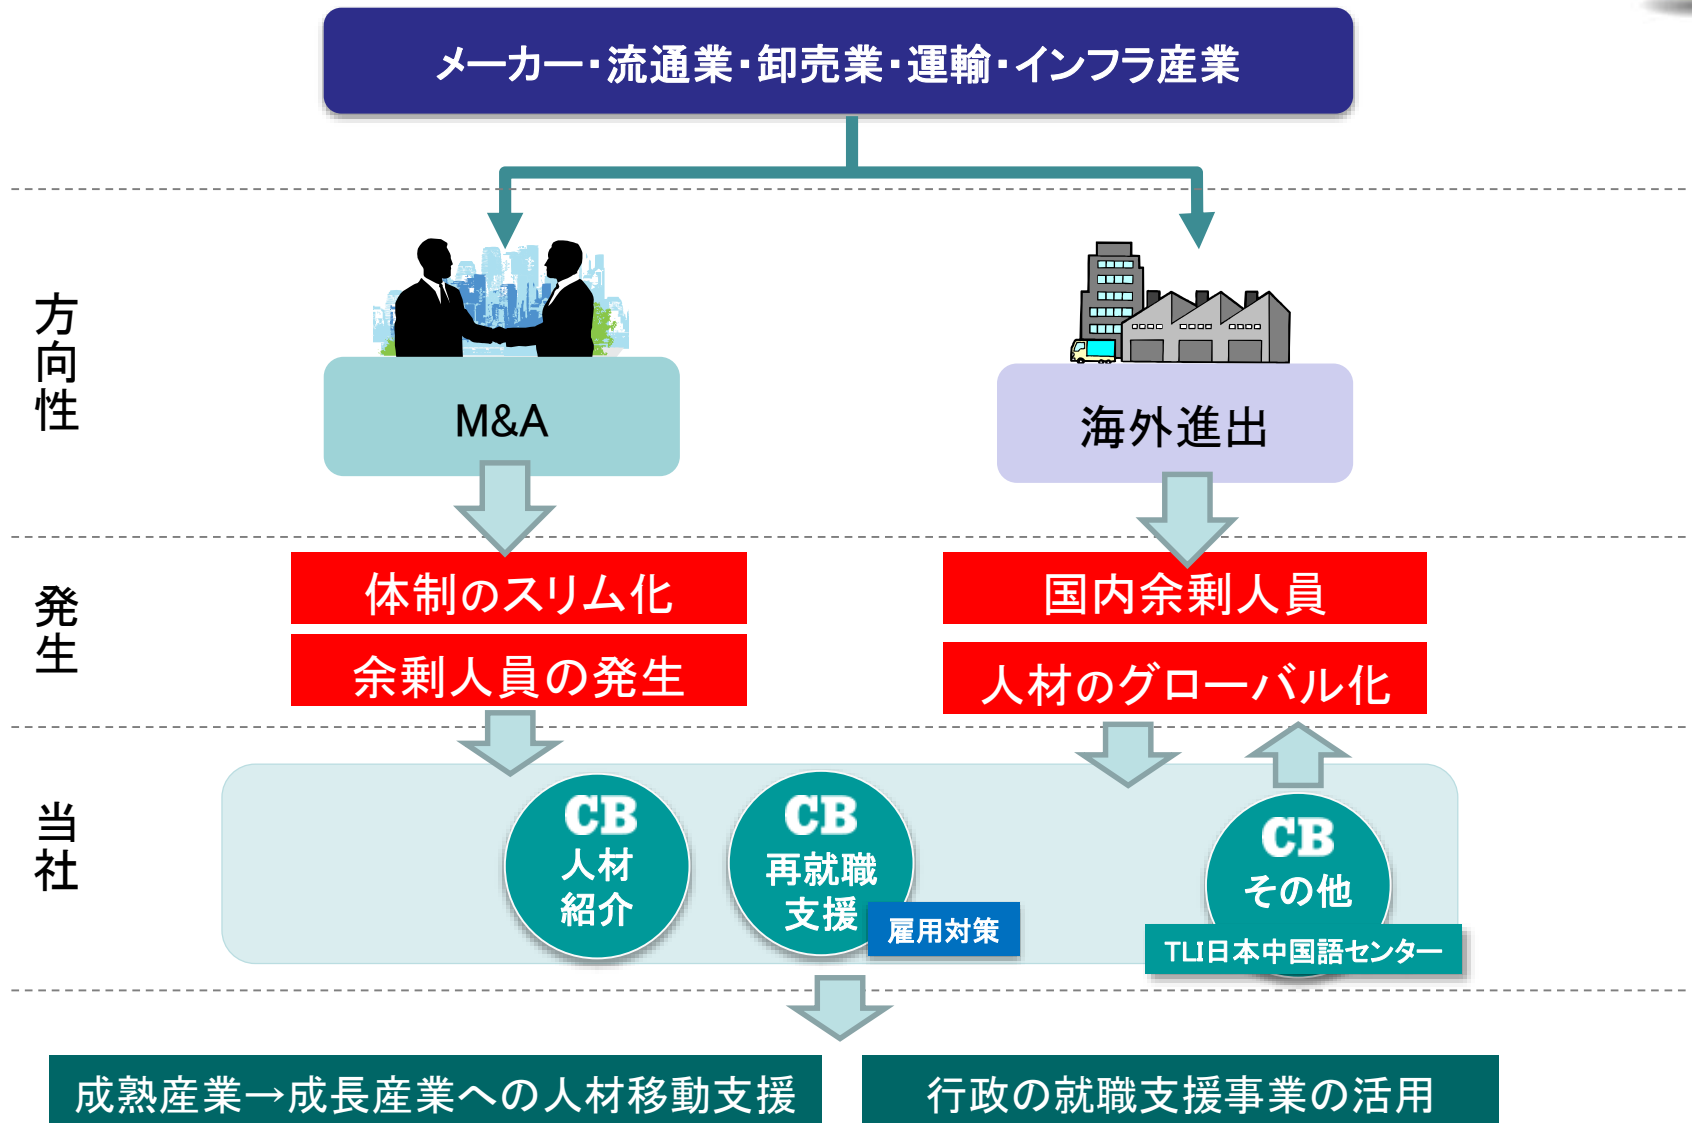 メーカー・流通業・卸売業・運輸・インフラ産業
方向性
M&A
海外進出
発生
体制のスリム化
余剰人員の発生
国内余剰人員
人材のグローバル化
当社
CB
人材
紹介
CB
再就職
支援
雇用対策
CB
その他
TLI日本中国語センター
成熟産業→成長産業への人材移動支援
行政の就職支援事業の活用